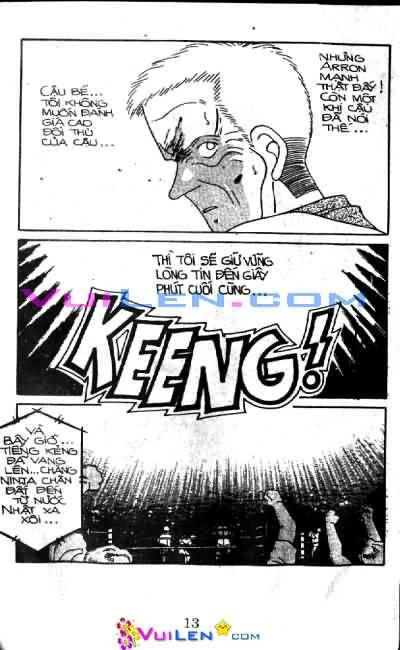 CẬU BÉ...
TÔI KHÔNG
MUỐN ĐÁNH
GIÁ CAO
ĐỐI THỦ
CỦA CẬU...
NHƯNG
ARRON
MẠNH
THẬT ĐẤY!
CÒN MỘT
KHI CẬU
ĐÃ NÓI
THẾ...
THÌ TÔI SẼ GIỮ VỮNG
LÒNG TIN ĐẾN GIÂY
PHÚT CUỐI CÙNG...
VuiLen.com
KEENG!
VÀ
BÂY GIỜ...
TIẾNG KẺNG
ĐÃ VANG
LÊN... CHÀNG
NINJA CHÂN
ĐẤT ĐẾN
TỪ NƯỚC
NHẬT XA
XÔI...
13
VuiLen.com